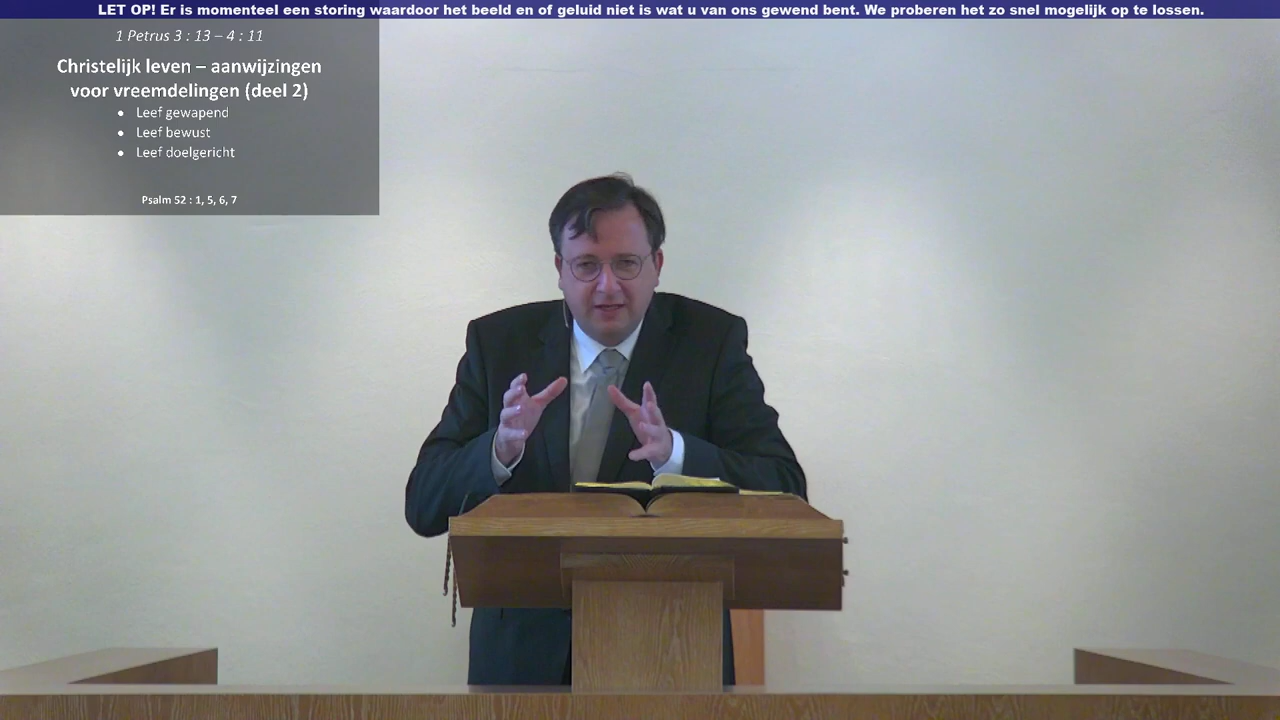 LET OP! Er is momenteel een storing waardoor het beeld en of geluid niet is wat u van ons gewend bent. We proberen het zo snel mogelijk op te lossen.
1 Petrus 3 : 13 – 4 : 11
Christelijk leven – aanwijzingen
voor vreemdelingen (deel 2)
• Leef gewapend
• Leef bewust
• Leef doelgericht
Psalm 52 : 1, 5, 6, 7